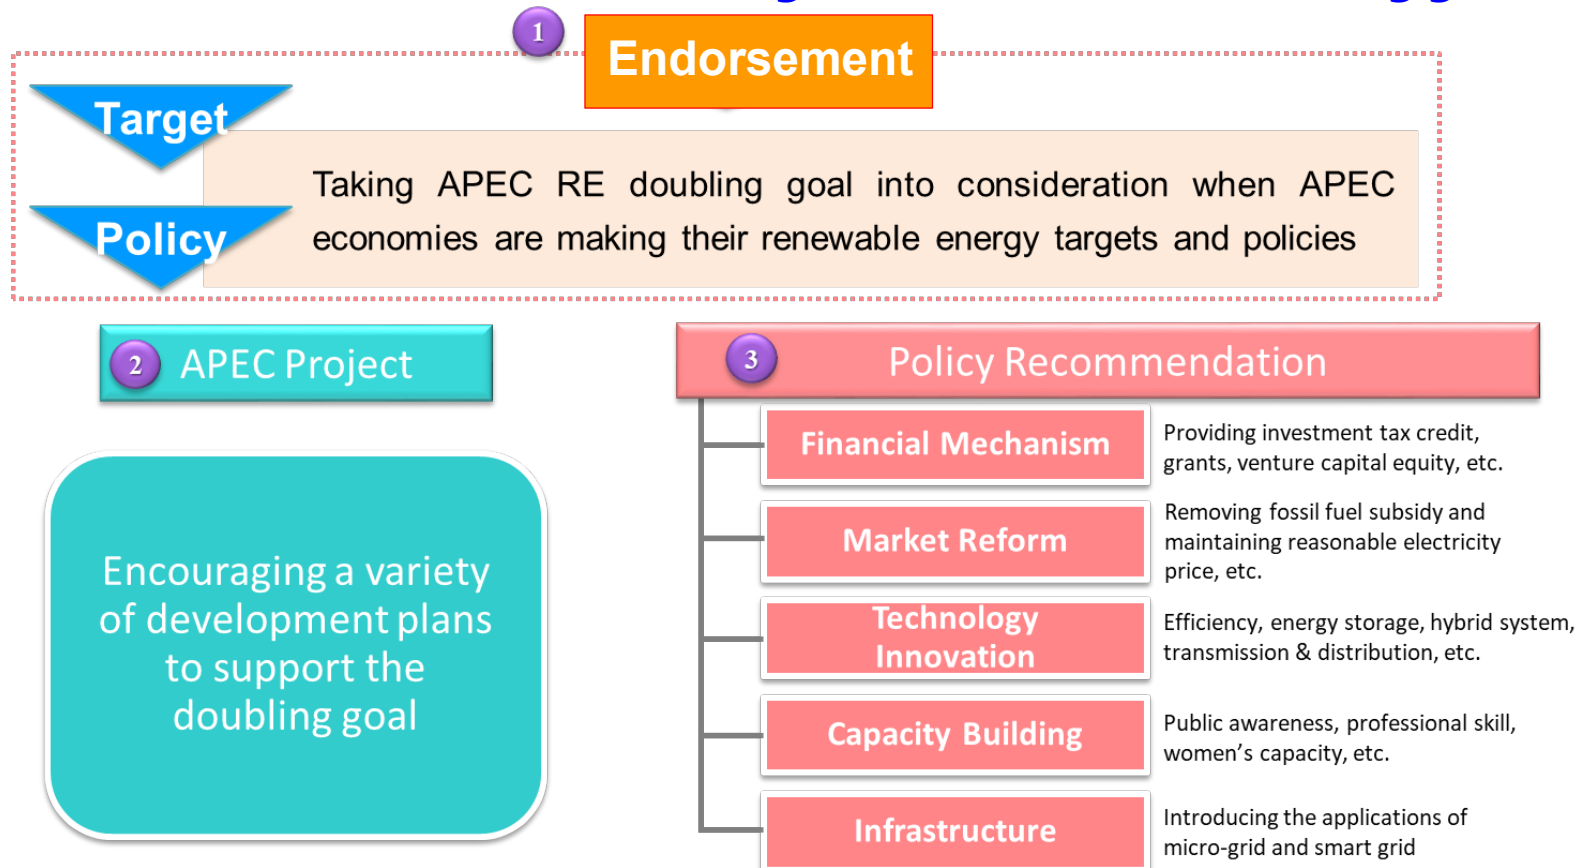 1
Endorsement
Target
Policy
Taking APEC RE doubling goal into consideration when APEC
economies are making their renewable energy targets and policies
2
APEC Project
Encouraging a variety
of development plans
to support the
doubling goal
3
Policy Recommendation
Financial Mechanism
Providing investment tax credit,
grants, venture capital equity, etc.
Market Reform
Removing fossil fuel subsidy and
maintaining reasonable electricity
price, etc.
Technology
Innovation
Efficiency, energy storage, hybrid system,
transmission & distribution, etc.
Capacity Building
Public awareness, professional skill,
women's capacity, etc.
Infrastructure
Introducing the applications of
micro-grid and smart grid